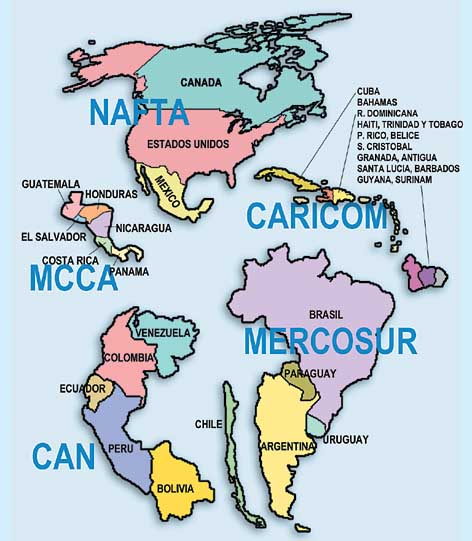 CANADA
NAFTA
ESTADOS UNIDOS
MEXICO
CUBA
BAHAMAS
R. DOMINICANA
HAITI, TRINIDAD Y TOBAGO
P. RICO, BELICE
S. CRISTOBAL
GRANADA, ANTIGUA
SANTA LUCIA, BARBADOS
GUYANA, SURINAM
CARICOM
GUATEMALA
HONDURAS
EL SALVADOR
NICARAGUA
COSTA RICA
PANAMA
MCCA
BRASIL
MERCOSUR
PARAGUAY
ARGENTINA
URUGUAY
VENEZUELA
COLOMBIA
ECUADOR
PERU
CAN
BOLIVIA
CHILE